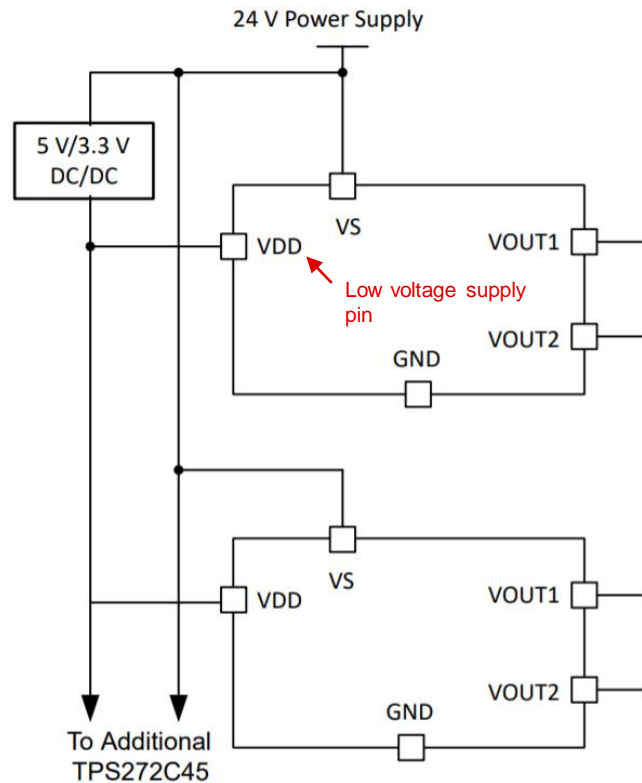 24 V Power Supply
5 V/3.3 V
DC/DC
VS
VDD
VOUT1
Low voltage supply
pin
VOUT2
GND
VS
VDD
VOUT1
VOUT2
GND
To Additional
TPS272C45